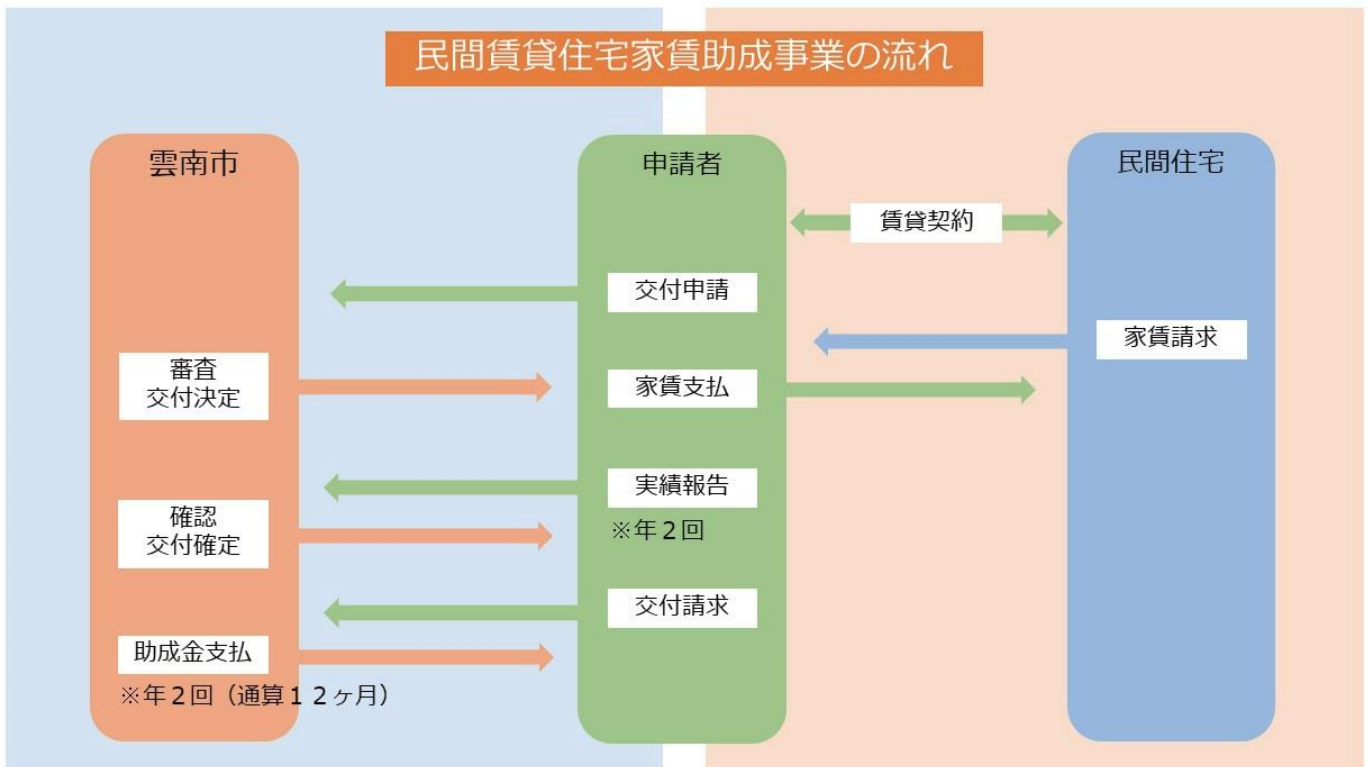 民間賃貸住宅家賃助成事業の流れ
雲南市
申請者
民間住宅
賃貸契約
交付申請
家賃請求
審査
交付決定
家賃支払
実績報告
※年２回
確認
交付確定
交付請求
助成金支払
※年２回（通算１２ヶ月）